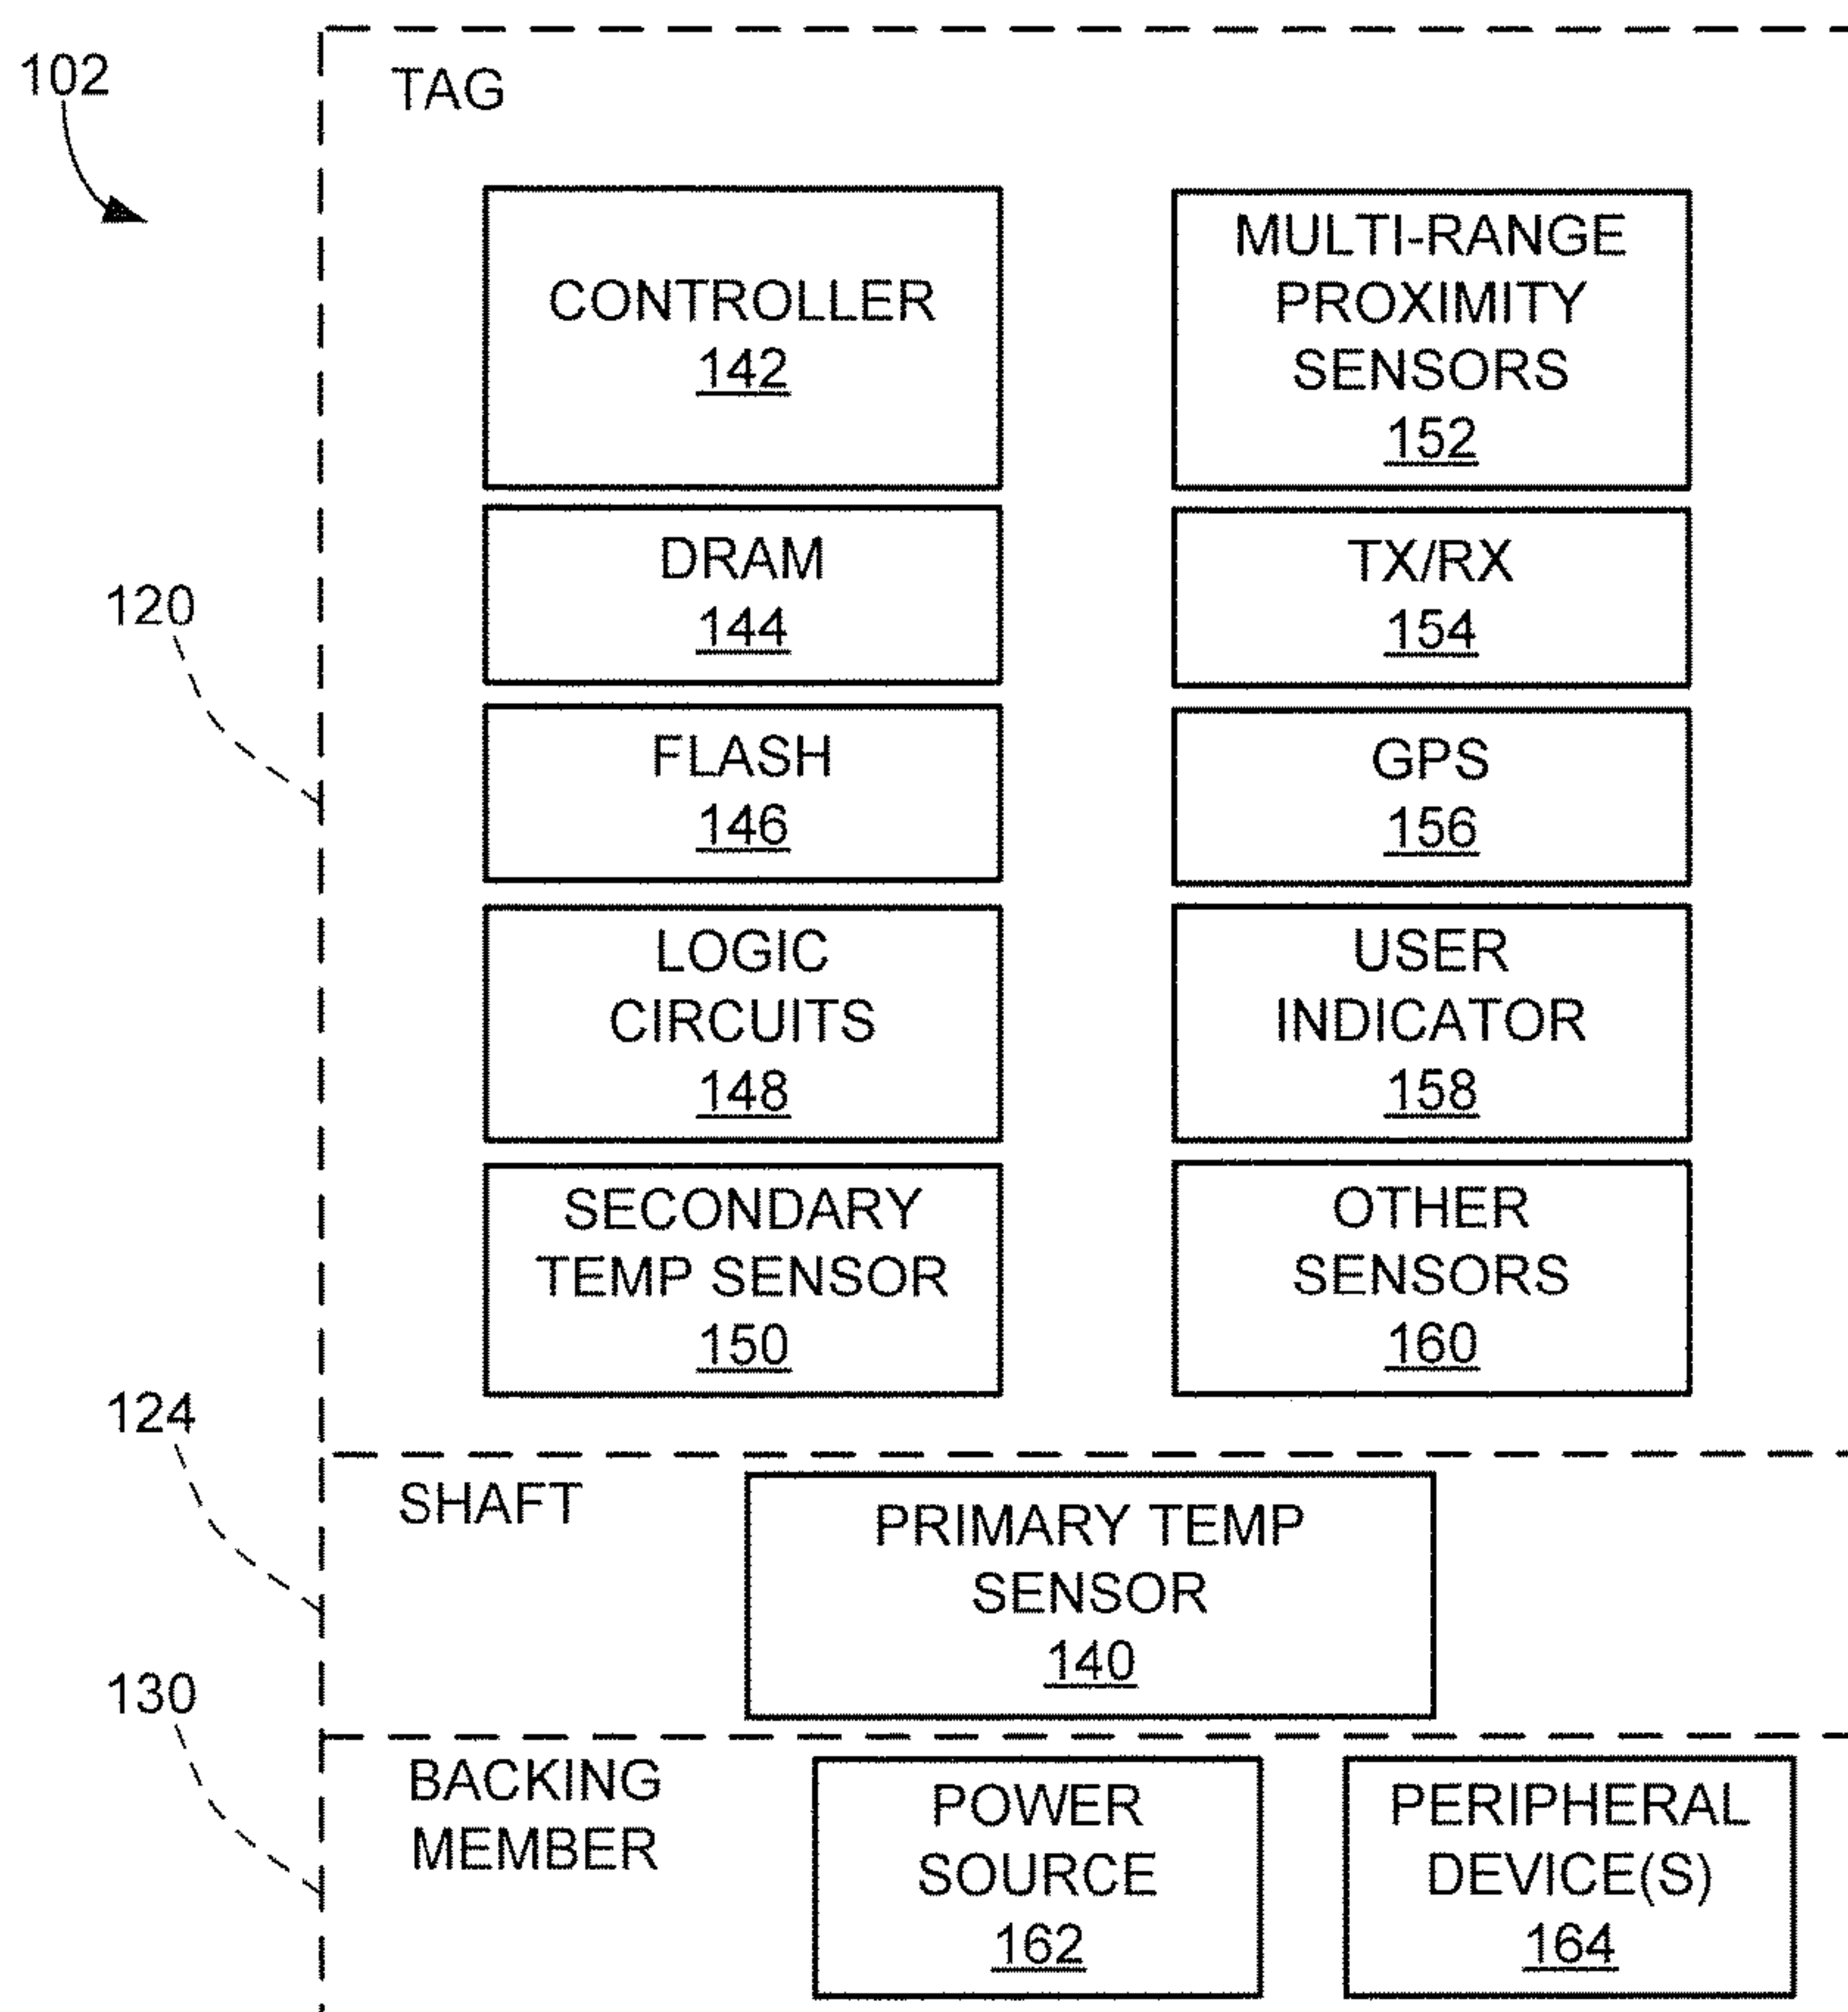 102
TAG
CONTROLLER
142
MULTI-RANGE
PROXIMITY
SENSORS
152
DRAM
144
TX/RX
154
120
FLASH
146
GPS
156
LOGIC
CIRCUITS
148
USER
INDICATOR
158
SECONDARY
TEMP SENSOR
150
OTHER
SENSORS
160
124
SHAFT
PRIMARY TEMP
SENSOR
140
130
BACKING
MEMBER
POWER
SOURCE
162
PERIPHERAL
DEVICE(S)
164